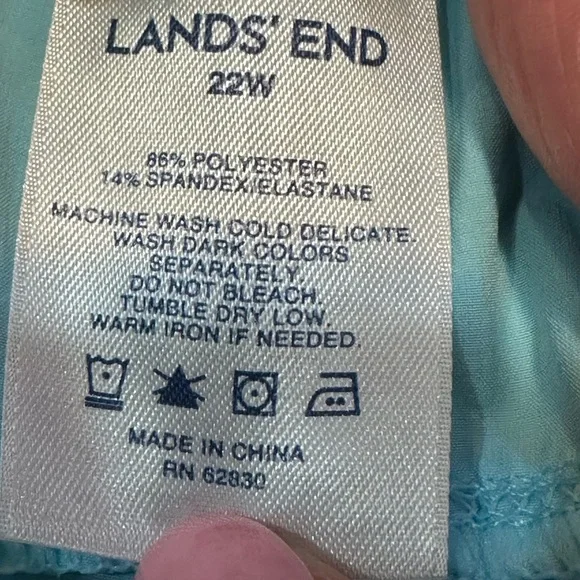 LANDS' END
22W
86% POLYESTER
14% SPANDEX/ELASTANE
MACHINE WASH COLD DELICATE.
WASH DARK COLORS
SEPARATELY.
DO NOT BLEACH.
TUMBLE DRY LOW.
WARM IRON IF NEEDED.
MADE IN CHINA
RN 62830